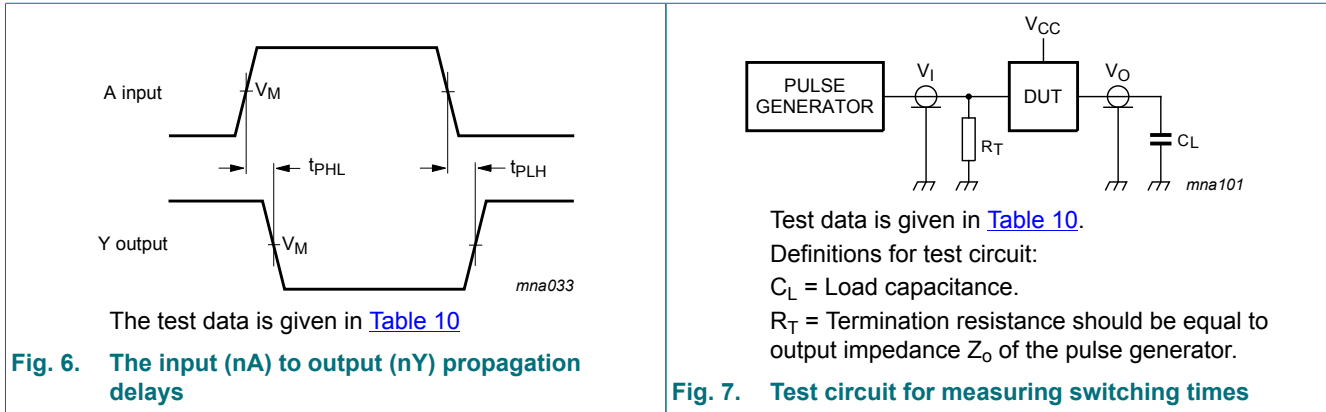 A input
V_M
t_PHL
t_PLH
Y output
V_M
mna033
The test data is given in Table 10
Fig. 6. The input (nA) to output (nY) propagation
delays
V_CC
PULSE
GENERATOR
V_I
DUT
V_O
R_T
C_L
mna101
Test data is given in Table 10.
Definitions for test circuit:
C_L = Load capacitance.
R_T = Termination resistance should be equal to
output impedance Z_o of the pulse generator.
Fig. 7. Test circuit for measuring switching times